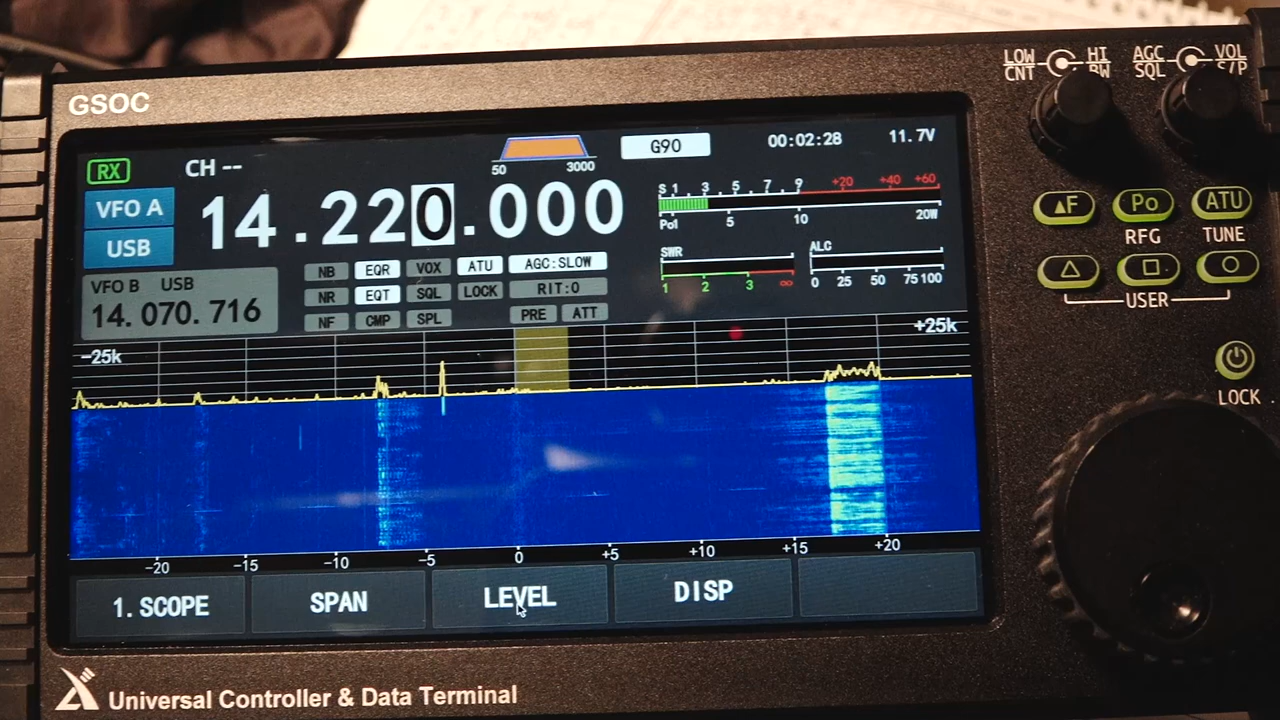 GSOC
LOW
CNT
HI
BW
AGC
SQL
VOL
S/P
RX
CH --
50
3000
G90
00:02:28
11.7V
VFO A
USB
14.220.000
VFO B USB
14.070.716
NB
EQR
VOX
ATU
AGC:SLOW
NR
EQT
SQL
LOCK
RIT:0
NF
CMP
SPL
PRE
ATT
S 1 . 3 . 5 . 7 . 9 +20 +40 +60
Po1 5 10 20W
SWR
1 2 3 ∞
ALC
0 25 50 75 100
▲F
Po
ATU
RFG
TUNE
△
□
○
USER
LOCK
-25k
+25k
-20 -15 -10 -5 0 +5 +10 +15 +20
1. SCOPE
SPAN
LEVEL
DISP
Universal Controller & Data Terminal